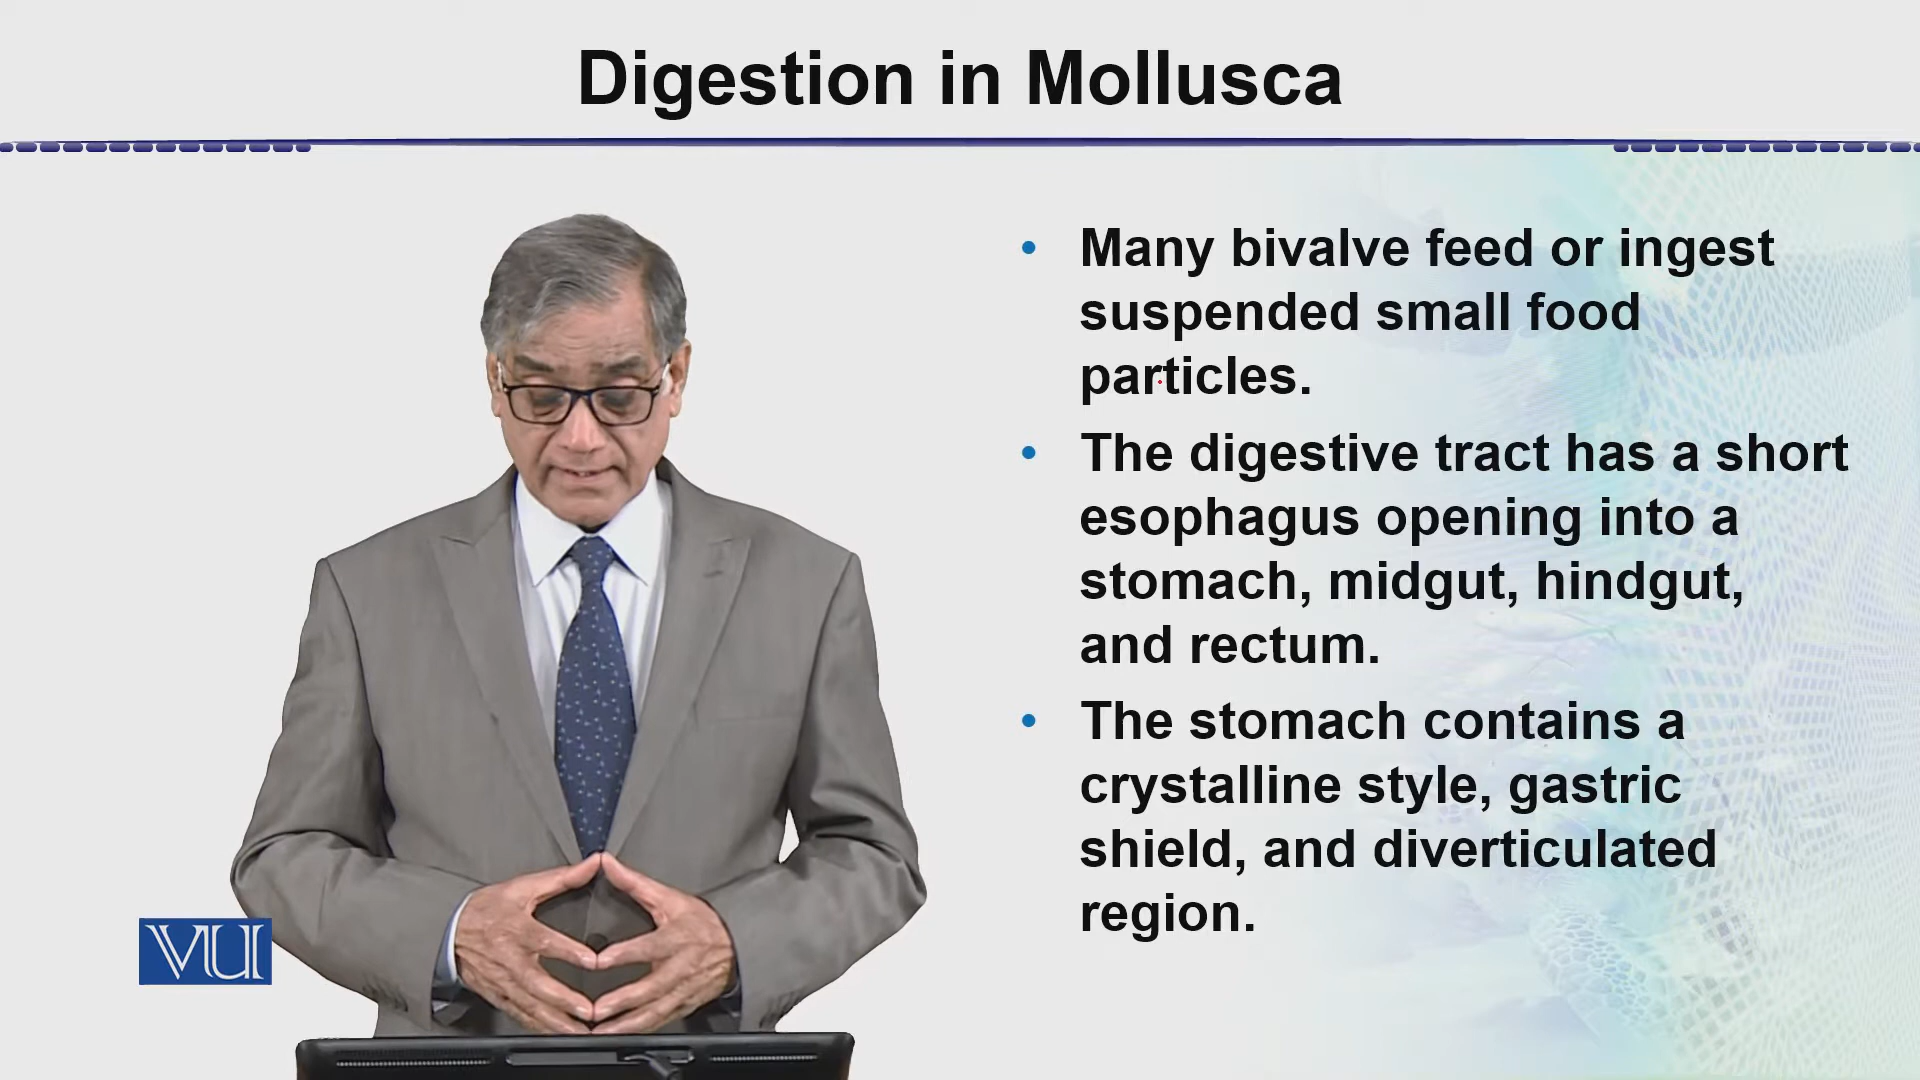 Digestion in Mollusca
• Many bivalve feed or ingest
suspended small food
particles.
• The digestive tract has a short
esophagus opening into a
stomach, midgut, hindgut,
and rectum.
• The stomach contains a
crystalline style, gastric
shield, and diverticulated
region.
VU